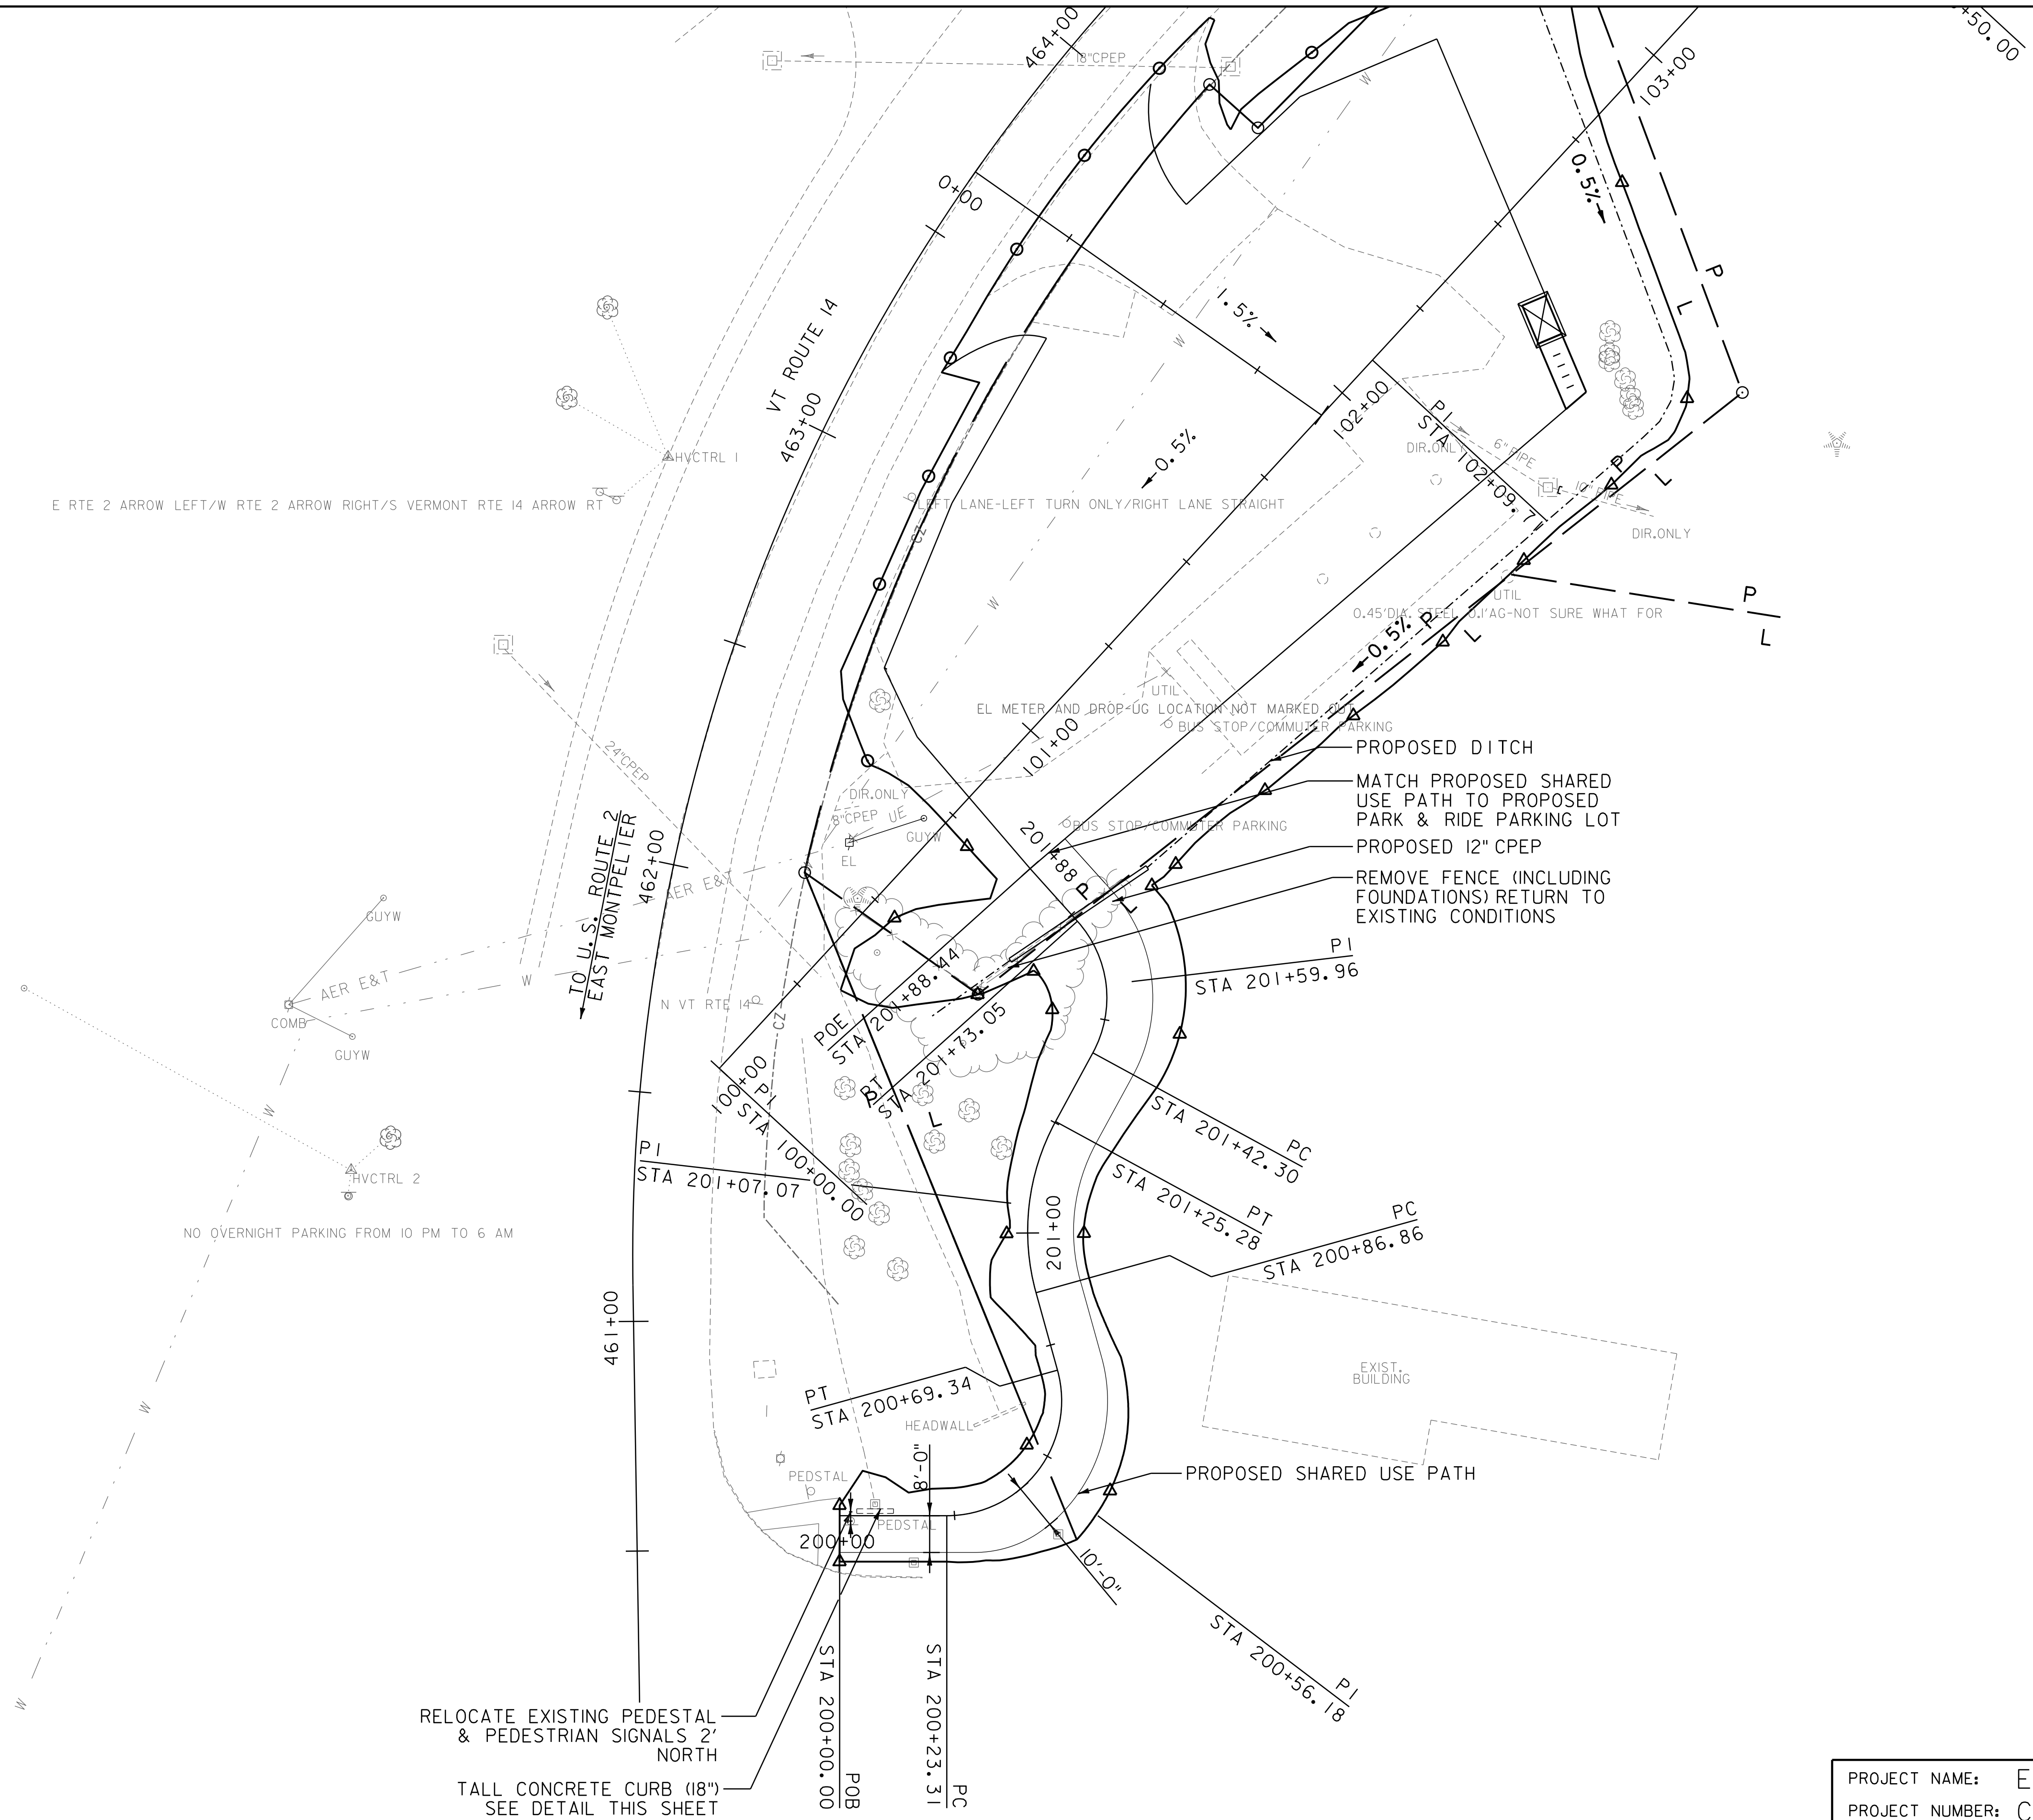 464+00
18"CPEP
+50.00
103+00
0+00
0.5%
P
L
1.5%
VT ROUTE 14
463+00
W
W
HVCTRL 1
-0.5%
102+00
PI
STA 102+09.7
6" PIPE
DIR.ONLY
10" PIPE
DIR.ONLY
E RTE 2 ARROW LEFT/W RTE 2 ARROW RIGHT/S VERMONT RTE 14 ARROW RT
LEFT LANE-LEFT TURN ONLY/RIGHT LANE STRAIGHT
CZ
P
L
W
UTIL
0.45'DIA. STEEL 0.1'AG-NOT SURE WHAT FOR
P
L
-0.5%
P
L
UTIL
EL METER AND DROP-UG LOCATION NOT MARKED OUT
BUS STOP/COMMUTER PARKING
101+00
24"CPEP
PROPOSED DITCH
MATCH PROPOSED SHARED
USE PATH TO PROPOSED
PARK & RIDE PARKING LOT
DIR.ONLY
8"CPEP
UE
GUYW
EL
BUS STOP/COMMUTER PARKING
201+88
PROPOSED 12" CPEP
REMOVE FENCE (INCLUDING
FOUNDATIONS) RETURN TO
EXISTING CONDITIONS
TO U.S. ROUTE 2
EAST MONTPELIER
462+00
AER E&T
P
L
GUYW
AER E&T
W
COMB
GUYW
N VT RTE 14
CZ
POE
STA 201+88.44
PI
STA 201+59.96
PT
STA 201+73.05
P
L
100+00
PI
STA 100+00.00
W
HVCTRL 2
NO OVERNIGHT PARKING FROM 10 PM TO 6 AM
PI
STA 201+07.07
PC
STA 201+42.30
PT
STA 201+25.28
201+00
PC
STA 200+86.86
461+00
EXIST.
BUILDING
PT
STA 200+69.34
HEADWALL
W
8'-0"
PEDSTAL
PEDSTAL
PROPOSED SHARED USE PATH
200+00
10'-0"
PI
STA 200+56.18
W
STA 200+00.00
POB
STA 200+23.31
PC
RELOCATE EXISTING PEDESTAL
& PEDESTRIAN SIGNALS 2'
NORTH
TALL CONCRETE CURB (18")
SEE DETAIL THIS SHEET
PROJECT NAME: E
PROJECT NUMBER: C